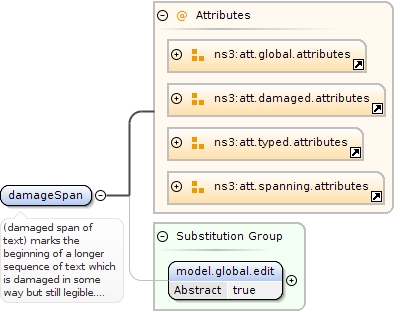 @ Attributes
ns3:att.global.attributes
ns3:att.damaged.attributes
ns3:att.typed.attributes
ns3:att.spanning.attributes
damageSpan
(damaged span of
text) marks the
beginning of a longer
sequence of text which
is damaged in some
way but still legible....
Substitution Group
model.global.edit
Abstract true